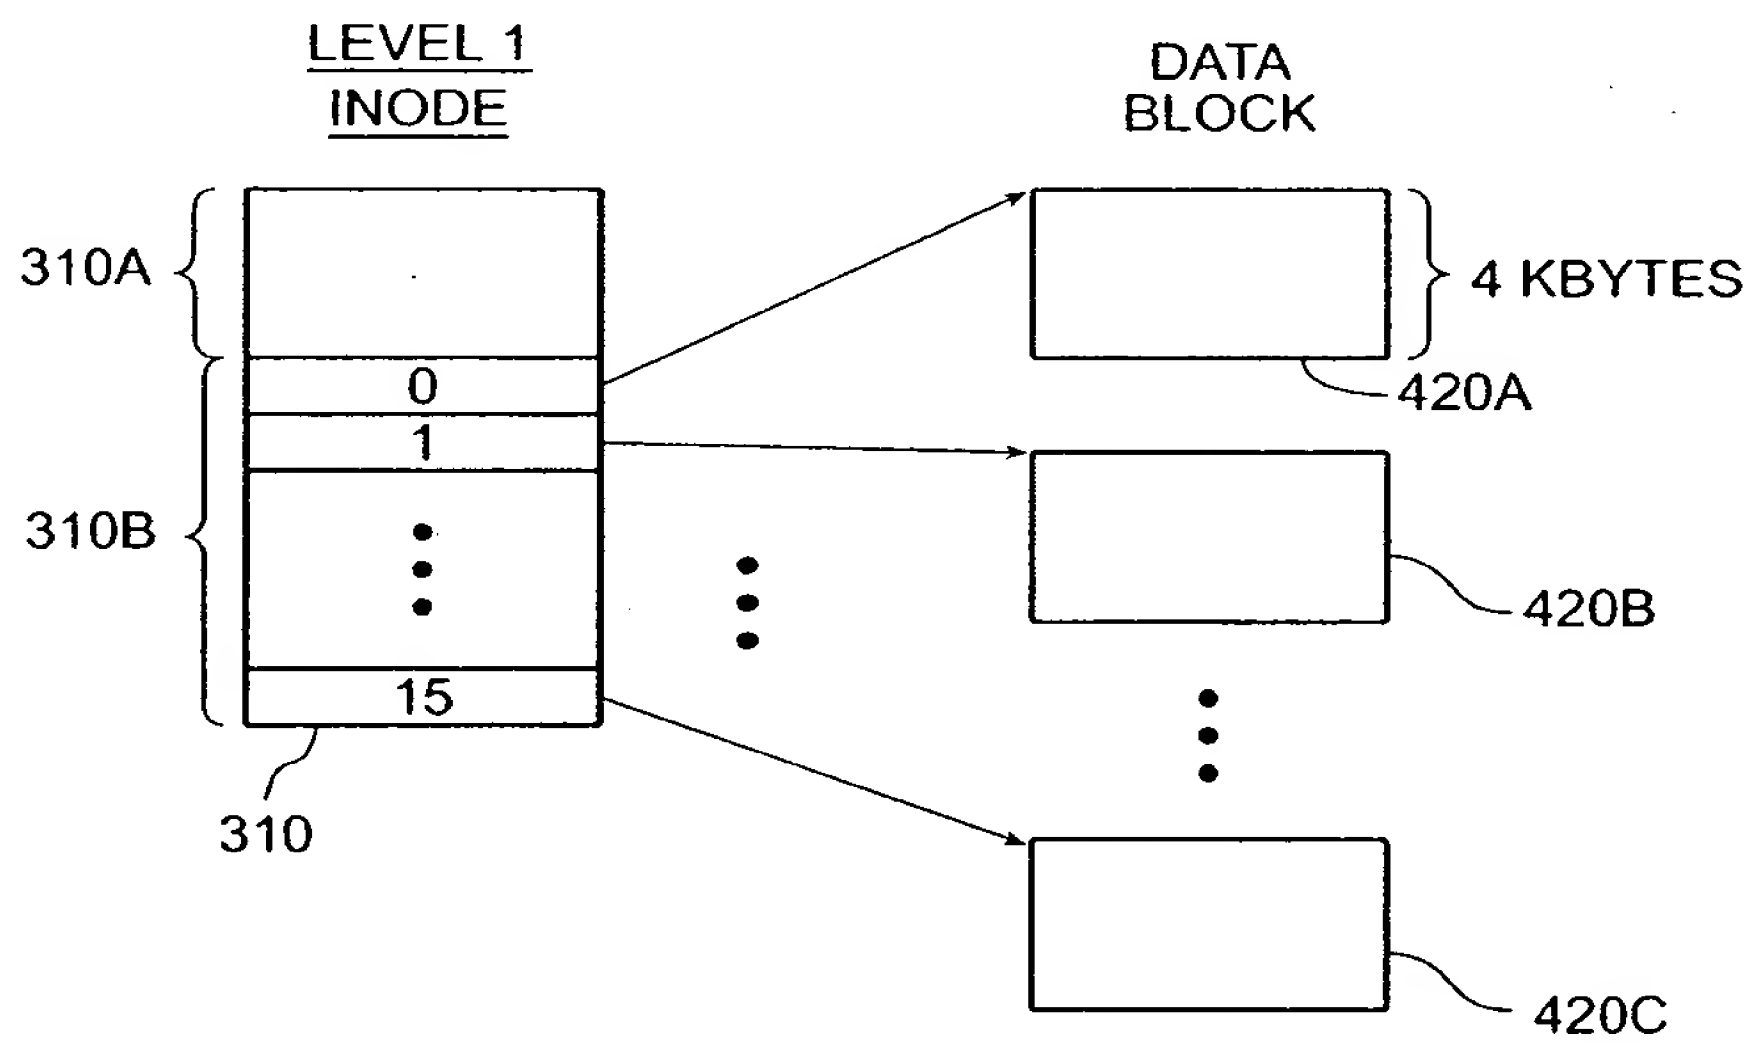 LEVEL 1
INODE
DATA
BLOCK
310A
4 KBYTES
0
420A
1
310B
420B
15
310
420C